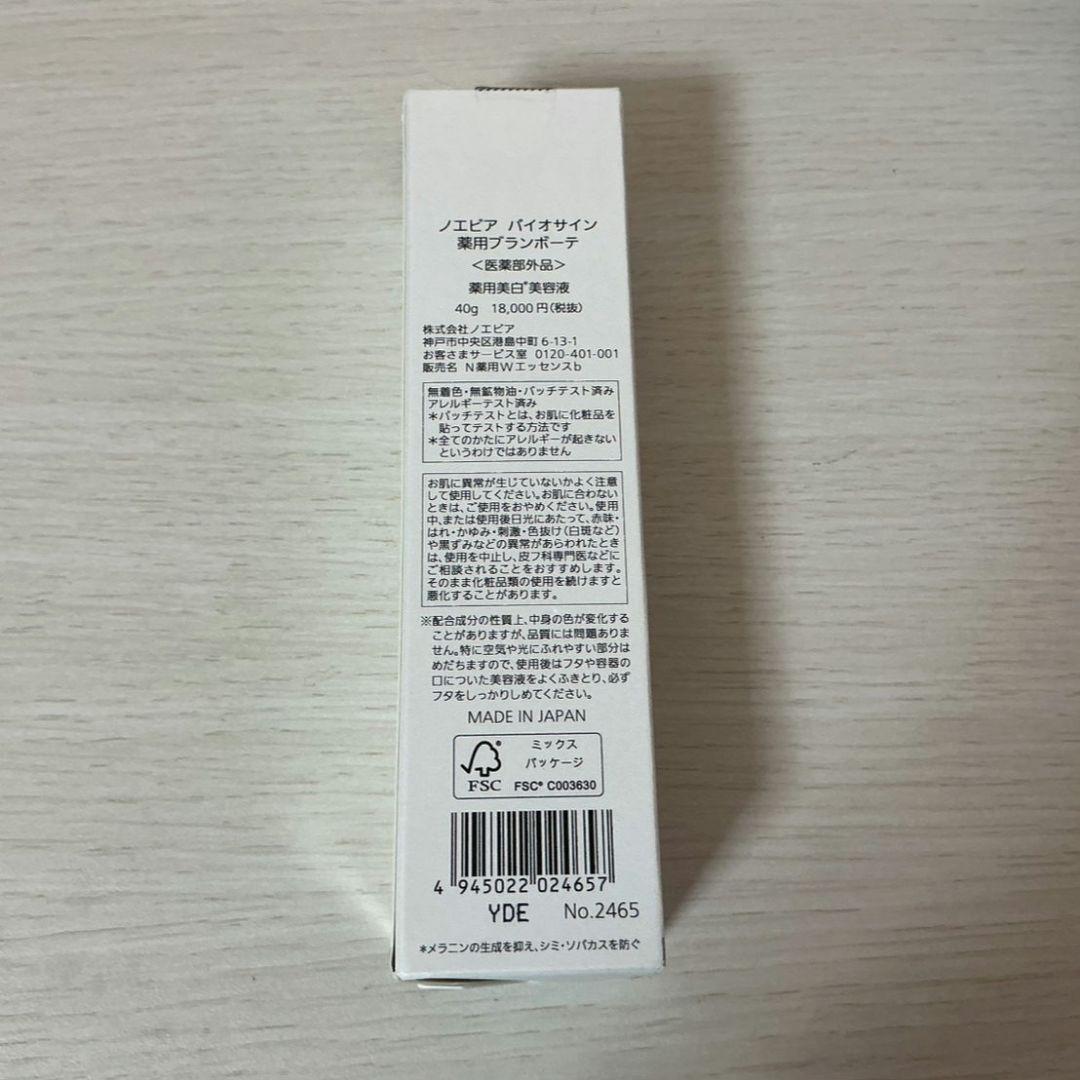 ノエビア バイオサイン
薬用ブランボーテ
＜医薬部外品＞
薬用美白*美容液
40g 18,000円(税抜)
株式会社ノエビア
神戸市中央区港島中町6-13-1
お客さまサービス室 0120-401-001
販売名 N薬用Wエッセンスb
無着色・無鉱物油・パッチテスト済み
アレルギーテスト済み
＊パッチテストとは、お肌に化粧品を
貼ってテストする方法です
＊全てのかたにアレルギーが起きない
というわけではありません
お肌に異常が生じていないかよく注意
して使用してください。お肌に合わない
ときは、ご使用をおやめください。使用
中、または使用後日光にあたって、赤味・
はれ・かゆみ・刺激・色抜け(白斑など)
や黒ずみなどの異常があらわれたとき
は、使用を中止し、皮フ科専門医などに
ご相談されることをおすすめします。
そのまま化粧品類の使用を続けますと
悪化することがあります。
※配合成分の性質上、中身の色が変化する
ことがありますが、品質には問題ありま
せん。特に空気や光にふれやすい部分は
めだちますので、使用後はフタや容器の
口についた美容液をよくふきとり、必ず
フタをしっかりしめてください。
MADE IN JAPAN
ミックス
パッケージ
FSC® C003630
FSC
4 945022 024657
YDE No.2465
＊メラニンの生成を抑え、シミ・ソバカスを防ぐ